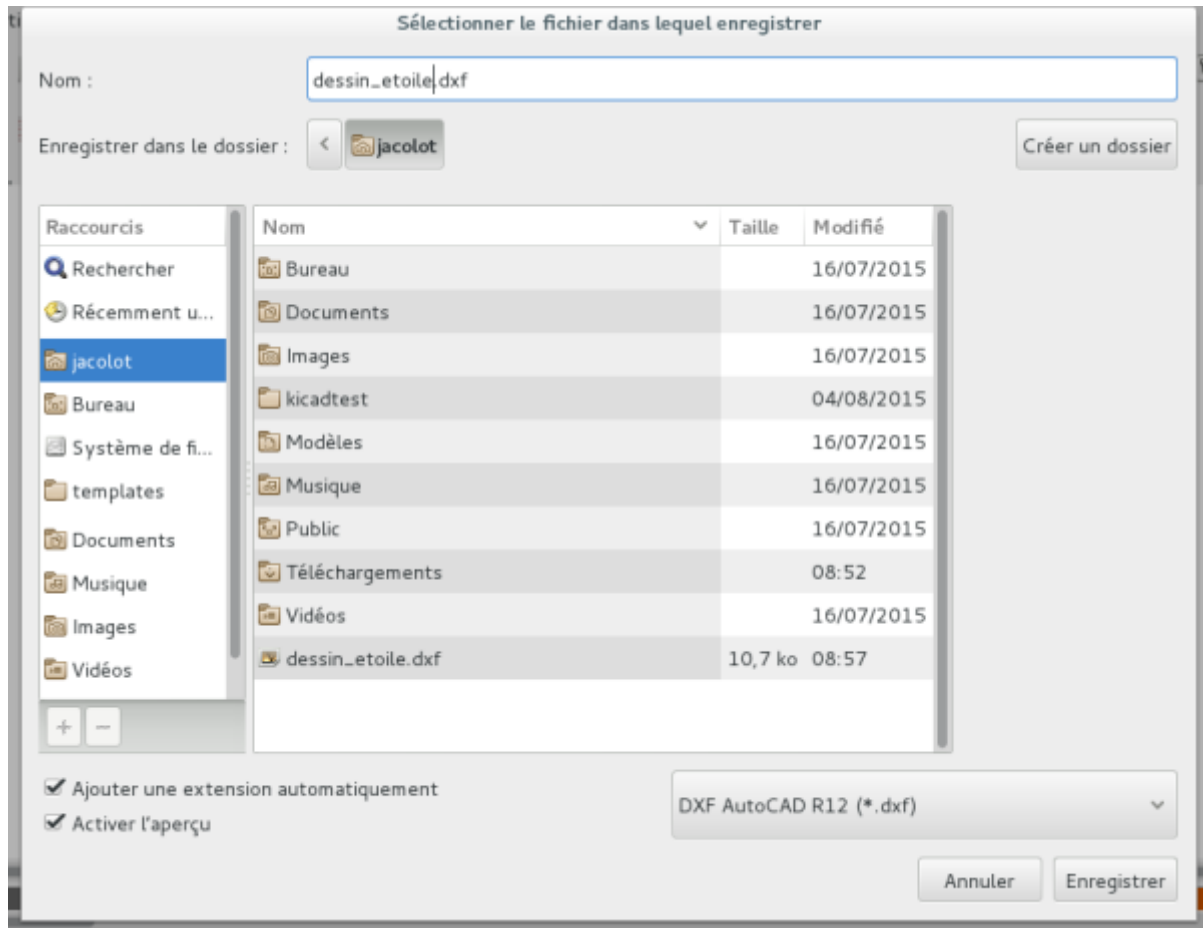 Sélectionner le fichier dans lequel enregistrer
Nom :
dessin_etoile.dxf
Enregistrer dans le dossier :
<
jacolot
Créer un dossier
Raccourcis
Rechercher
Récemment u...
jacolot
Bureau
Système de fi...
templates
Documents
Musique
Images
Vidéos
+ −
Nom Taille Modifié
Bureau 16/07/2015
Documents 16/07/2015
Images 16/07/2015
kicadtest 04/08/2015
Modèles 16/07/2015
Musique 16/07/2015
Public 16/07/2015
Téléchargements 08:52
Vidéos 16/07/2015
dessin_etoile.dxf 10,7 ko 08:57
Ajouter une extension automatiquement
Activer l'aperçu
DXF AutoCAD R12 (*.dxf)
Annuler
Enregistrer